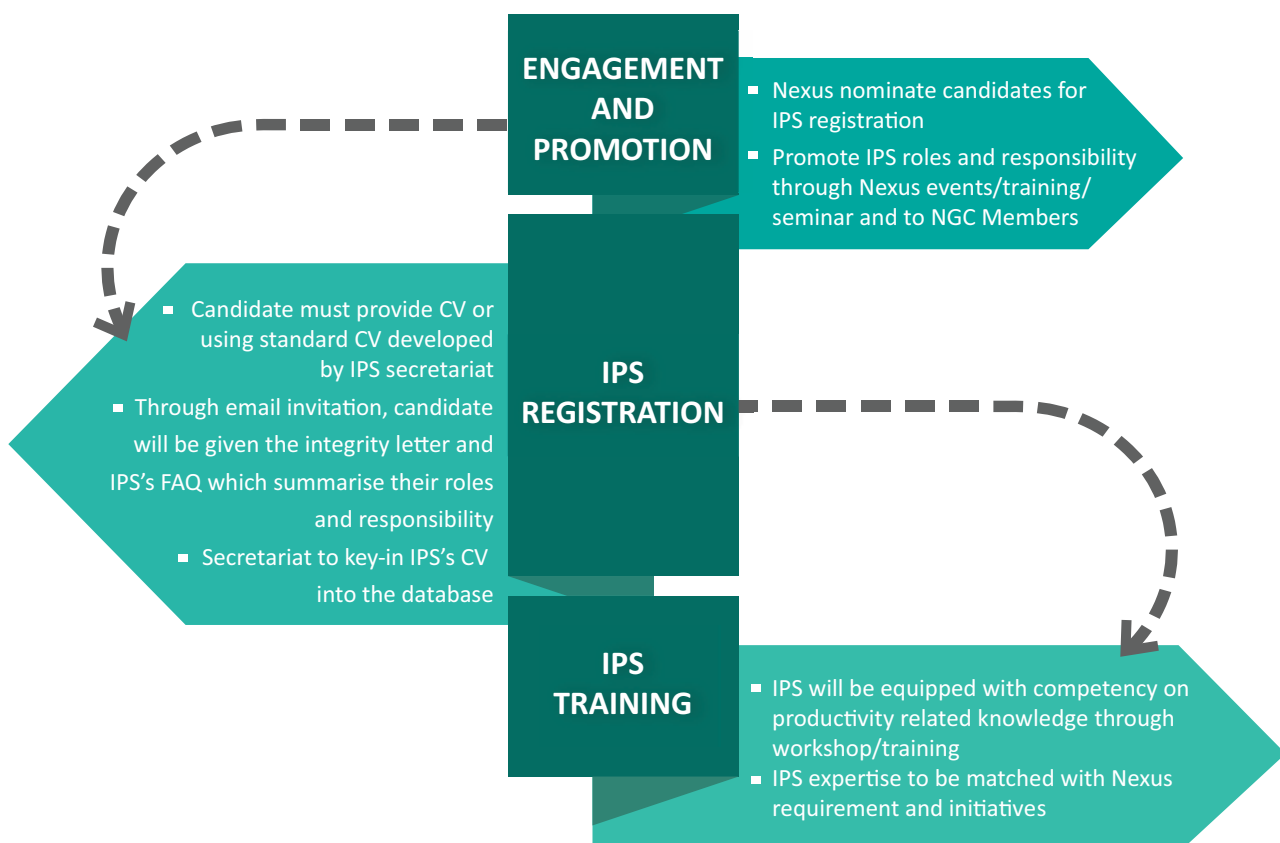 ENGAGEMENT
AND
PROMOTION
▪ Nexus nominate candidates for
IPS registration
▪ Promote IPS roles and responsibility
through Nexus events/training/
seminar and to NGC Members
IPS
REGISTRATION
▪ Candidate must provide CV or
using standard CV developed
by IPS secretariat
▪ Through email invitation, candidate
will be given the integrity letter and
IPS’s FAQ which summarise their roles
and responsibility
▪ Secretariat to key-in IPS’s CV
into the database
IPS
TRAINING
▪ IPS will be equipped with competency on
productivity related knowledge through
workshop/training
▪ IPS expertise to be matched with Nexus
requirement and initiatives